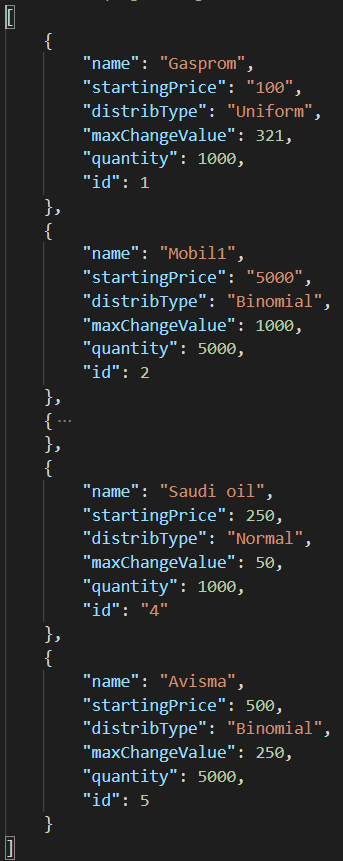 [
    {
        "name": "Gasprom",
        "startingPrice": "100",
        "distribType": "Uniform",
        "maxChangeValue": 321,
        "quantity": 1000,
        "id": 1
    },
    {
        "name": "Mobil1",
        "startingPrice": "5000",
        "distribType": "Binomial",
        "maxChangeValue": 1000,
        "quantity": 5000,
        "id": 2
    },
    { ···
    },
    {
        "name": "Saudi oil",
        "startingPrice": 250,
        "distribType": "Normal",
        "maxChangeValue": 50,
        "quantity": 1000,
        "id": "4"
    },
    {
        "name": "Avisma",
        "startingPrice": 500,
        "distribType": "Binomial",
        "maxChangeValue": 250,
        "quantity": 5000,
        "id": 5
    }
]